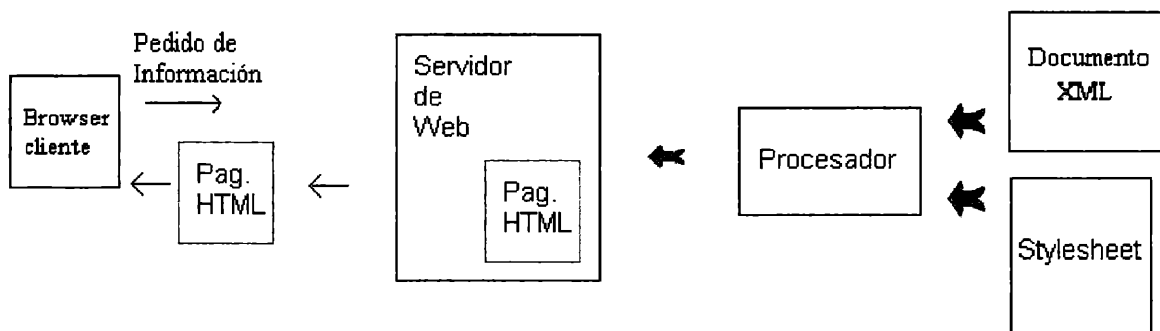 Pedido de
Información
Browser
cliente
Pag.
HTML
Servidor
de
Web
Pag.
HTML
Procesador
Documento
XML
Stylesheet